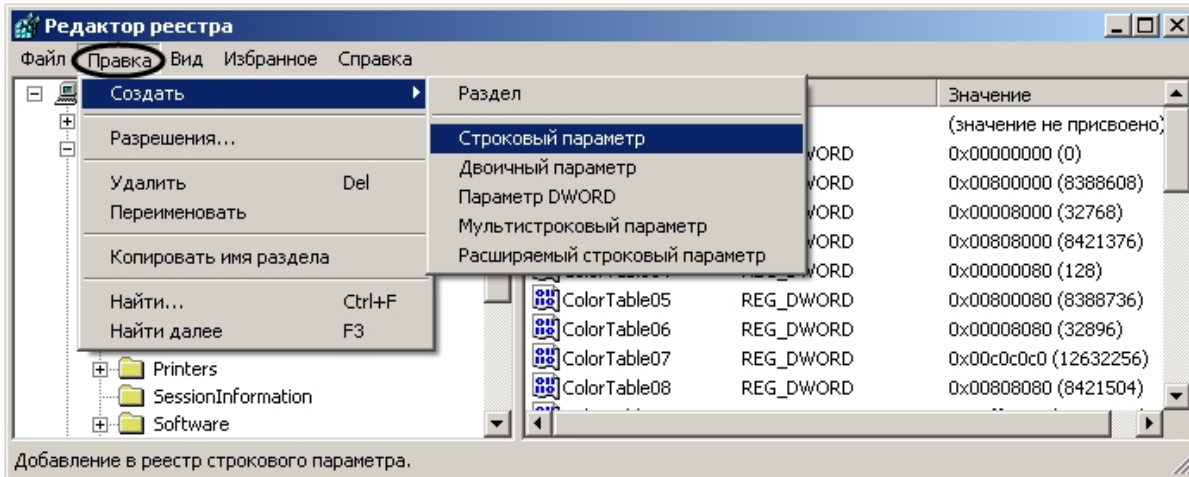 Редактор реестра
Файл Правка Вид Избранное Справка
Создать
Разрешения...
Удалить Del
Переименовать
Копировать имя раздела
Найти... Ctrl+F
Найти далее F3
Раздел
Строковый параметр
Двоичный параметр
Параметр DWORD
Мультистроковый параметр
Расширяемый строковый параметр
Значение
(значение не присвоено)
0x00000000 (0)
0x00800000 (8388608)
0x00008000 (32768)
0x00808000 (8421376)
0x00000080 (128)
ColorTable05 REG_DWORD 0x00800080 (8388736)
ColorTable06 REG_DWORD 0x00008080 (32896)
ColorTable07 REG_DWORD 0x00c0c0c0 (12632256)
ColorTable08 REG_DWORD 0x00808080 (8421504)
Printers
SessionInformation
Software
Добавление в реестр строкового параметра.